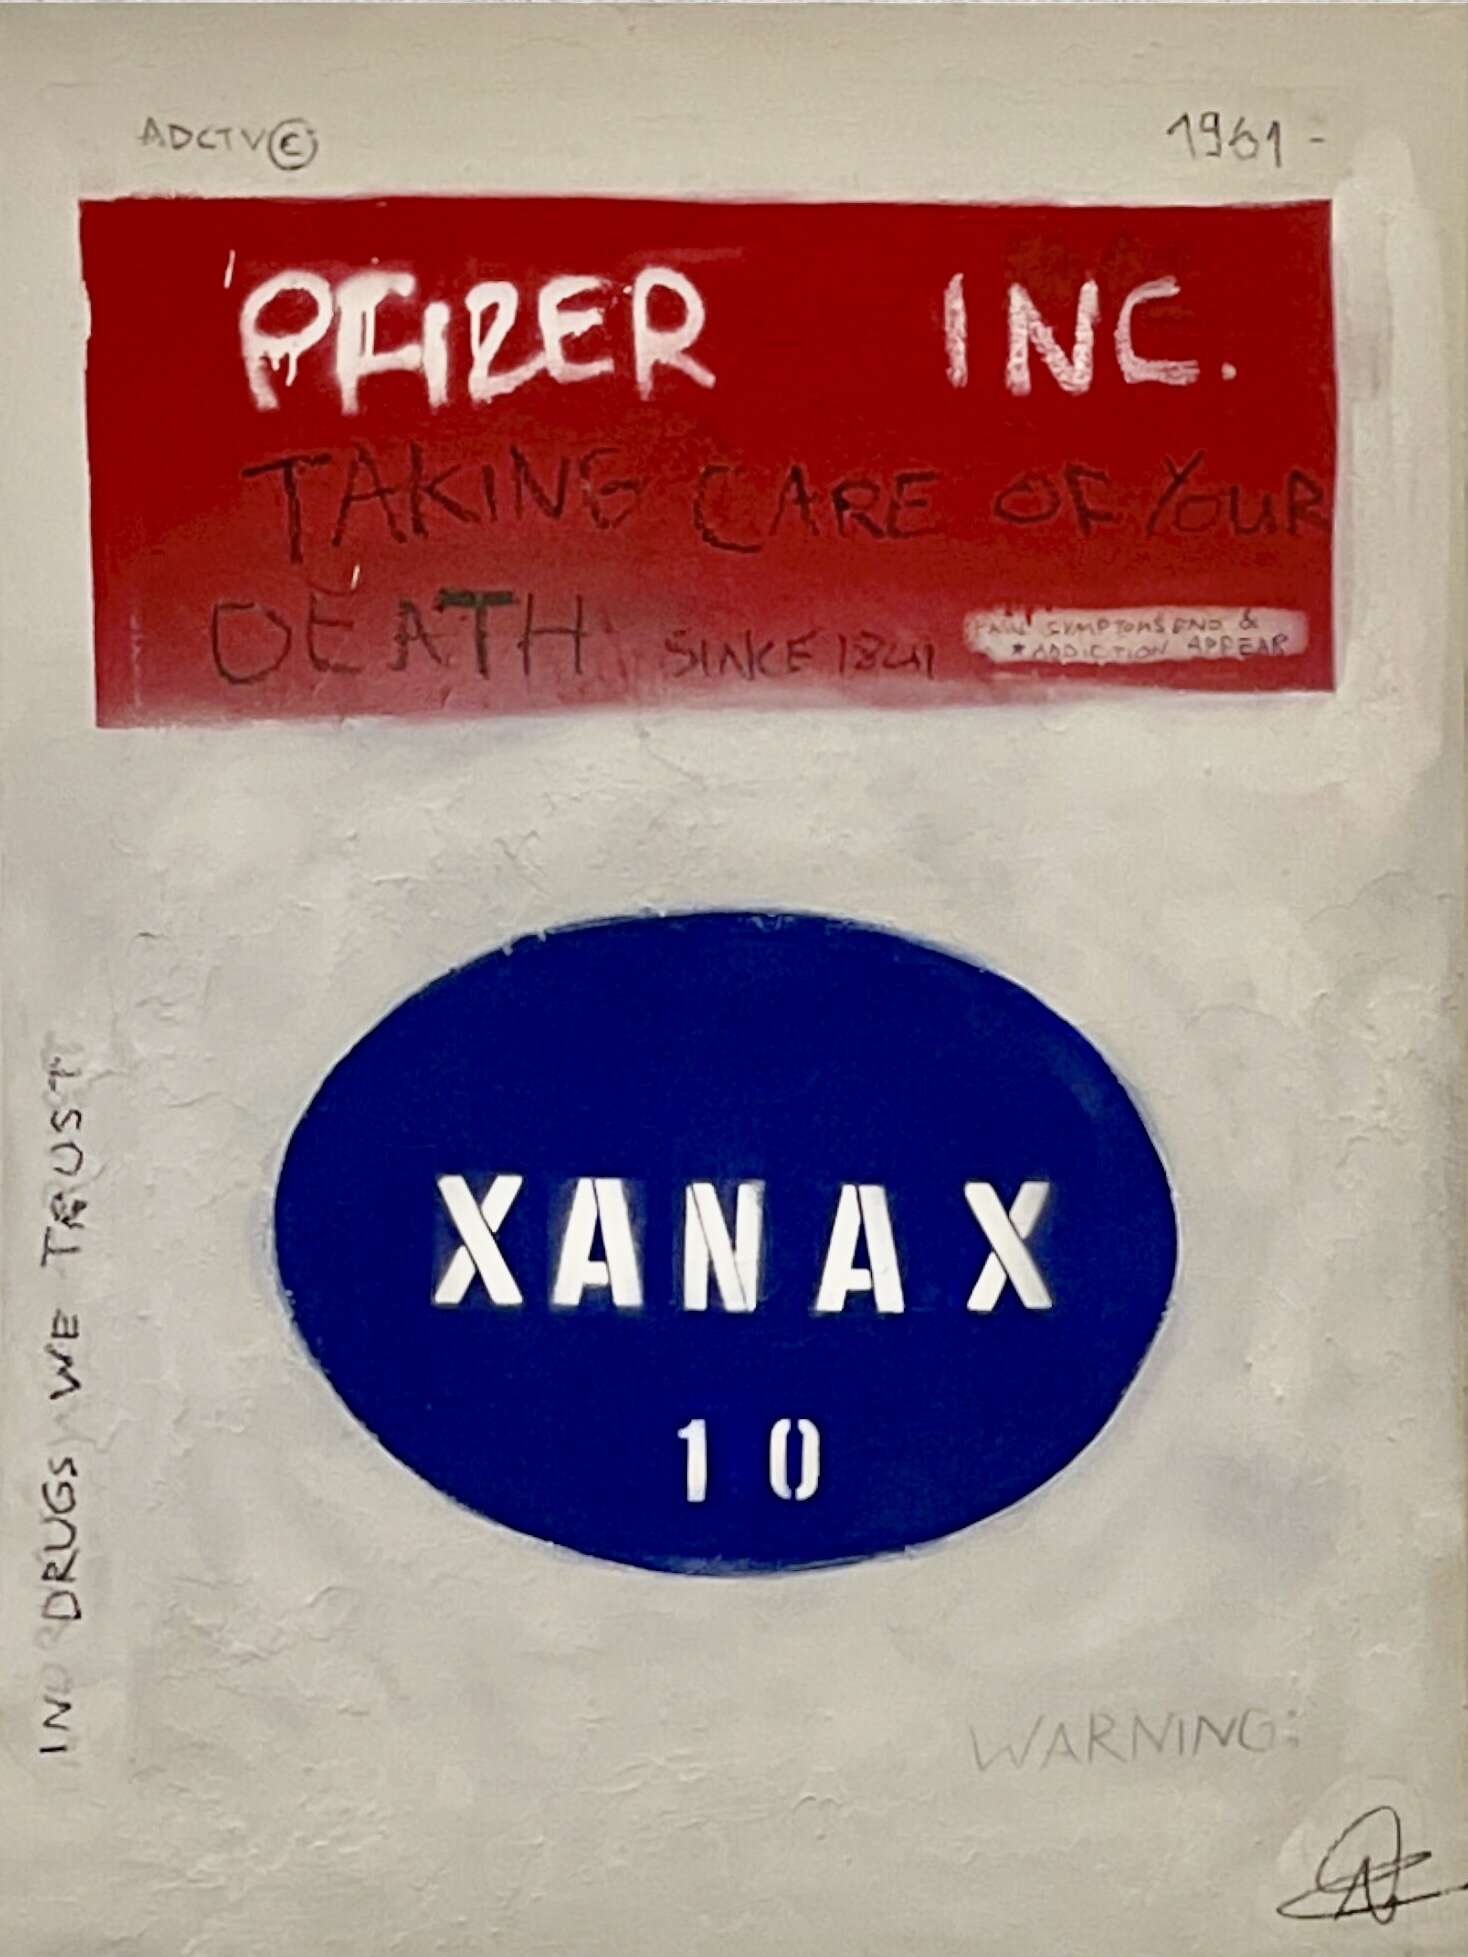 ADCTV©
1961 -
PFIZER INC.
TAKING CARE OF YOUR
DEATH SINCE 1841
SYMPTOMS END &
* ADDICTION APPEAR
XANAX
10
IN DRUGS WE TRUST
WARNING: